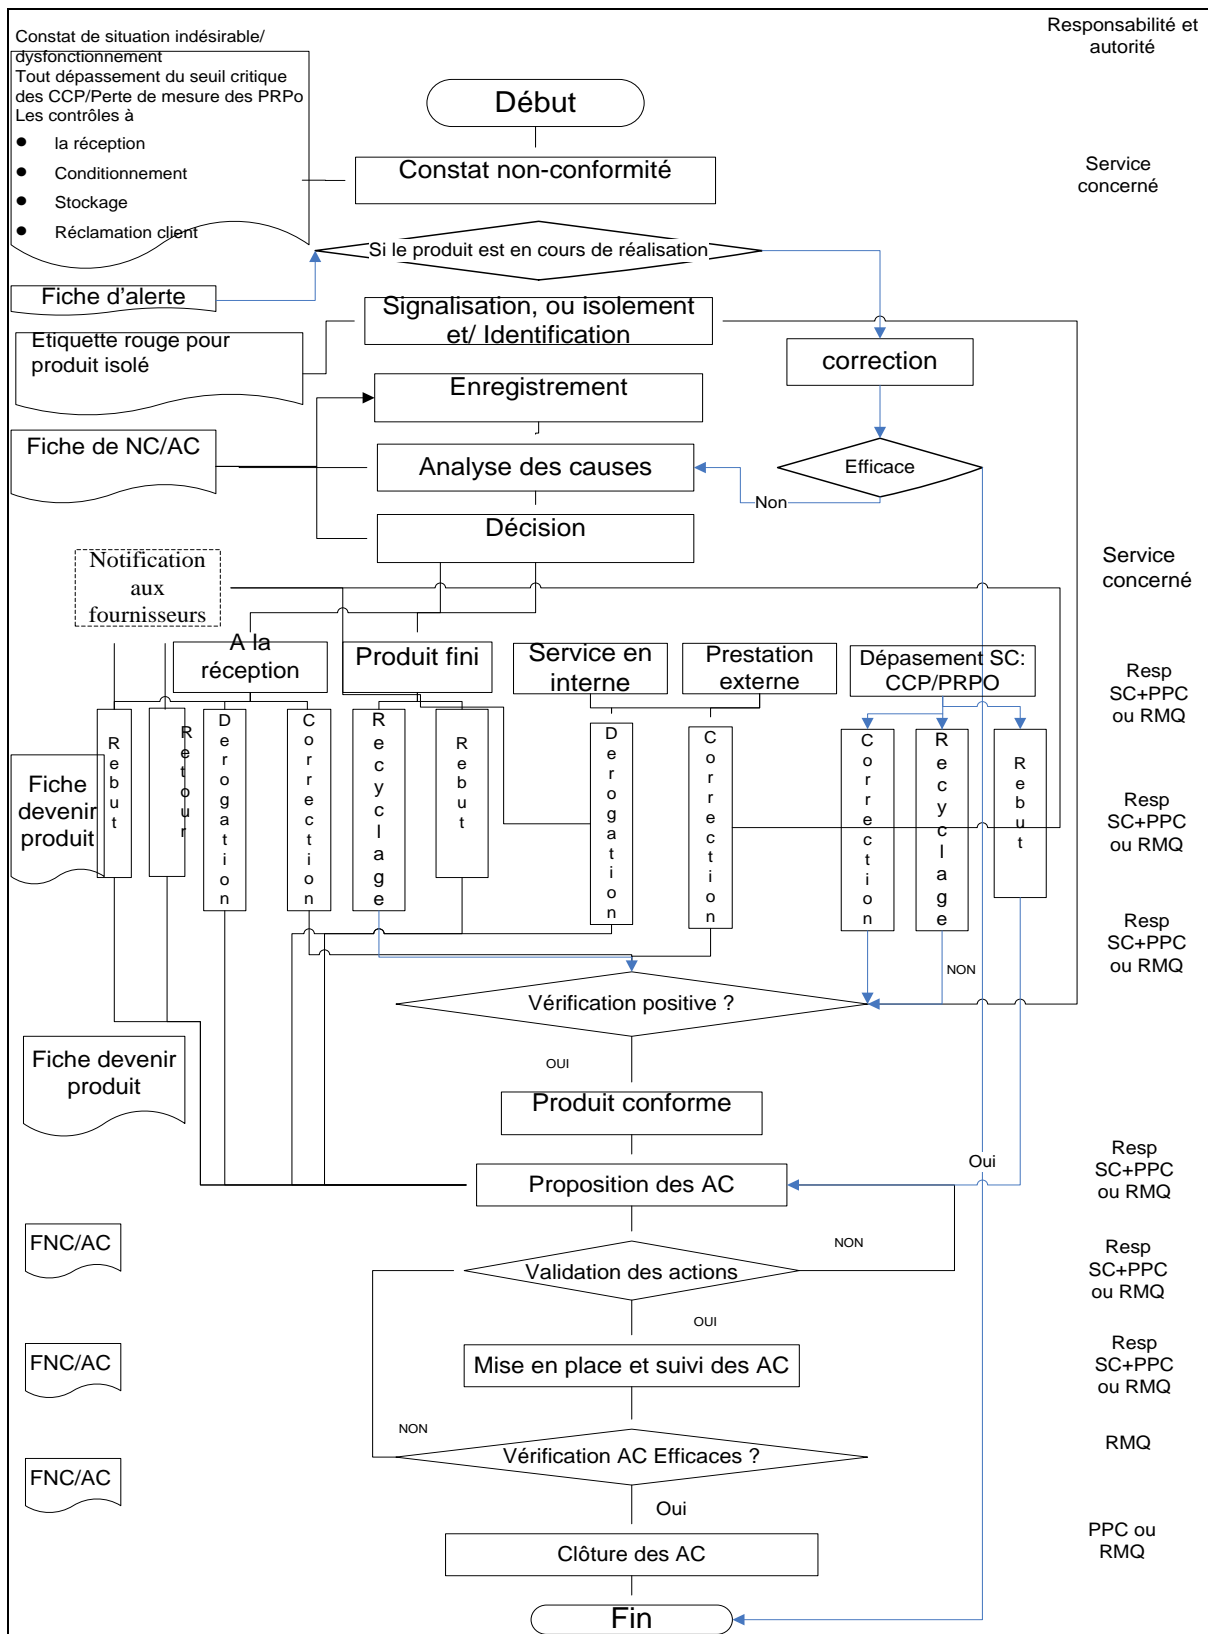 Responsabilité et
autorité
Constat de situation indésirable/
dysfonctionnement
Tout dépassement du seuil critique
des CCP/Perte de mesure des PRPo
Les contrôles à
● la réception
● Conditionnement
● Stockage
● Réclamation client
Début
Constat non-conformité
Service
concerné
Si le produit est en cours de réalisation
Fiche d'alerte
Signalisation, ou isolement
et/ Identification
Etiquette rouge pour
produit isolé
correction
Enregistrement
Fiche de NC/AC
Analyse des causes
Efficace
Non
Décision
Notification
aux
fournisseurs
Service
concerné
A la
réception
Produit fini
Service en
interne
Prestation
externe
Dépasement SC:
CCP/PRPO
Resp
SC+PPC
ou RMQ
Rebut
Retour
Derogation
Correction
Recyclage
Rebut
Derogation
Correction
Correction
Recyclage
Rebut
Fiche
devenir
produit
Resp
SC+PPC
ou RMQ
Resp
SC+PPC
ou RMQ
NON
Vérification positive ?
OUI
Fiche devenir
produit
Produit conforme
Oui
Proposition des AC
Resp
SC+PPC
ou RMQ
FNC/AC
NON
Validation des actions
Resp
SC+PPC
ou RMQ
OUI
FNC/AC
Mise en place et suivi des AC
Resp
SC+PPC
ou RMQ
NON
Vérification AC Efficaces ?
RMQ
FNC/AC
Oui
Clôture des AC
PPC ou
RMQ
Fin